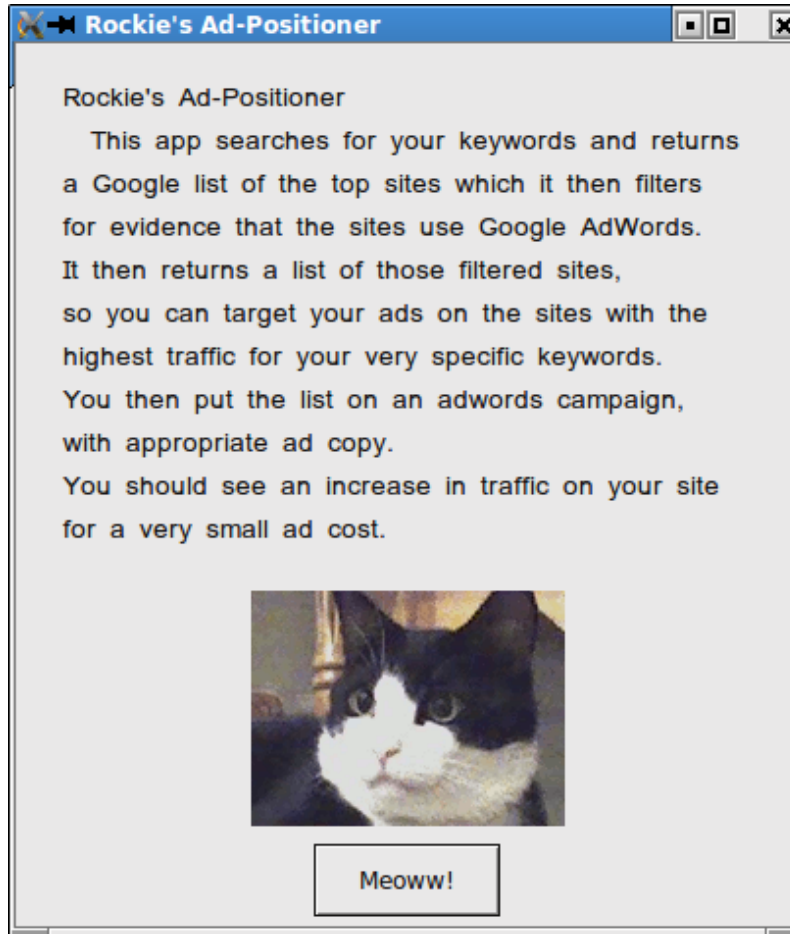 Rockie's Ad-Positioner
Rockie's Ad-Positioner
This app searches for your keywords and returns
a Google list of the top sites which it then filters
for evidence that the sites use Google AdWords.
It then returns a list of those filtered sites,
so you can target your ads on the sites with the
highest traffic for your very specific keywords.
You then put the list on an adwords campaign,
with appropriate ad copy.
You should see an increase in traffic on your site
for a very small ad cost.
Meoww!